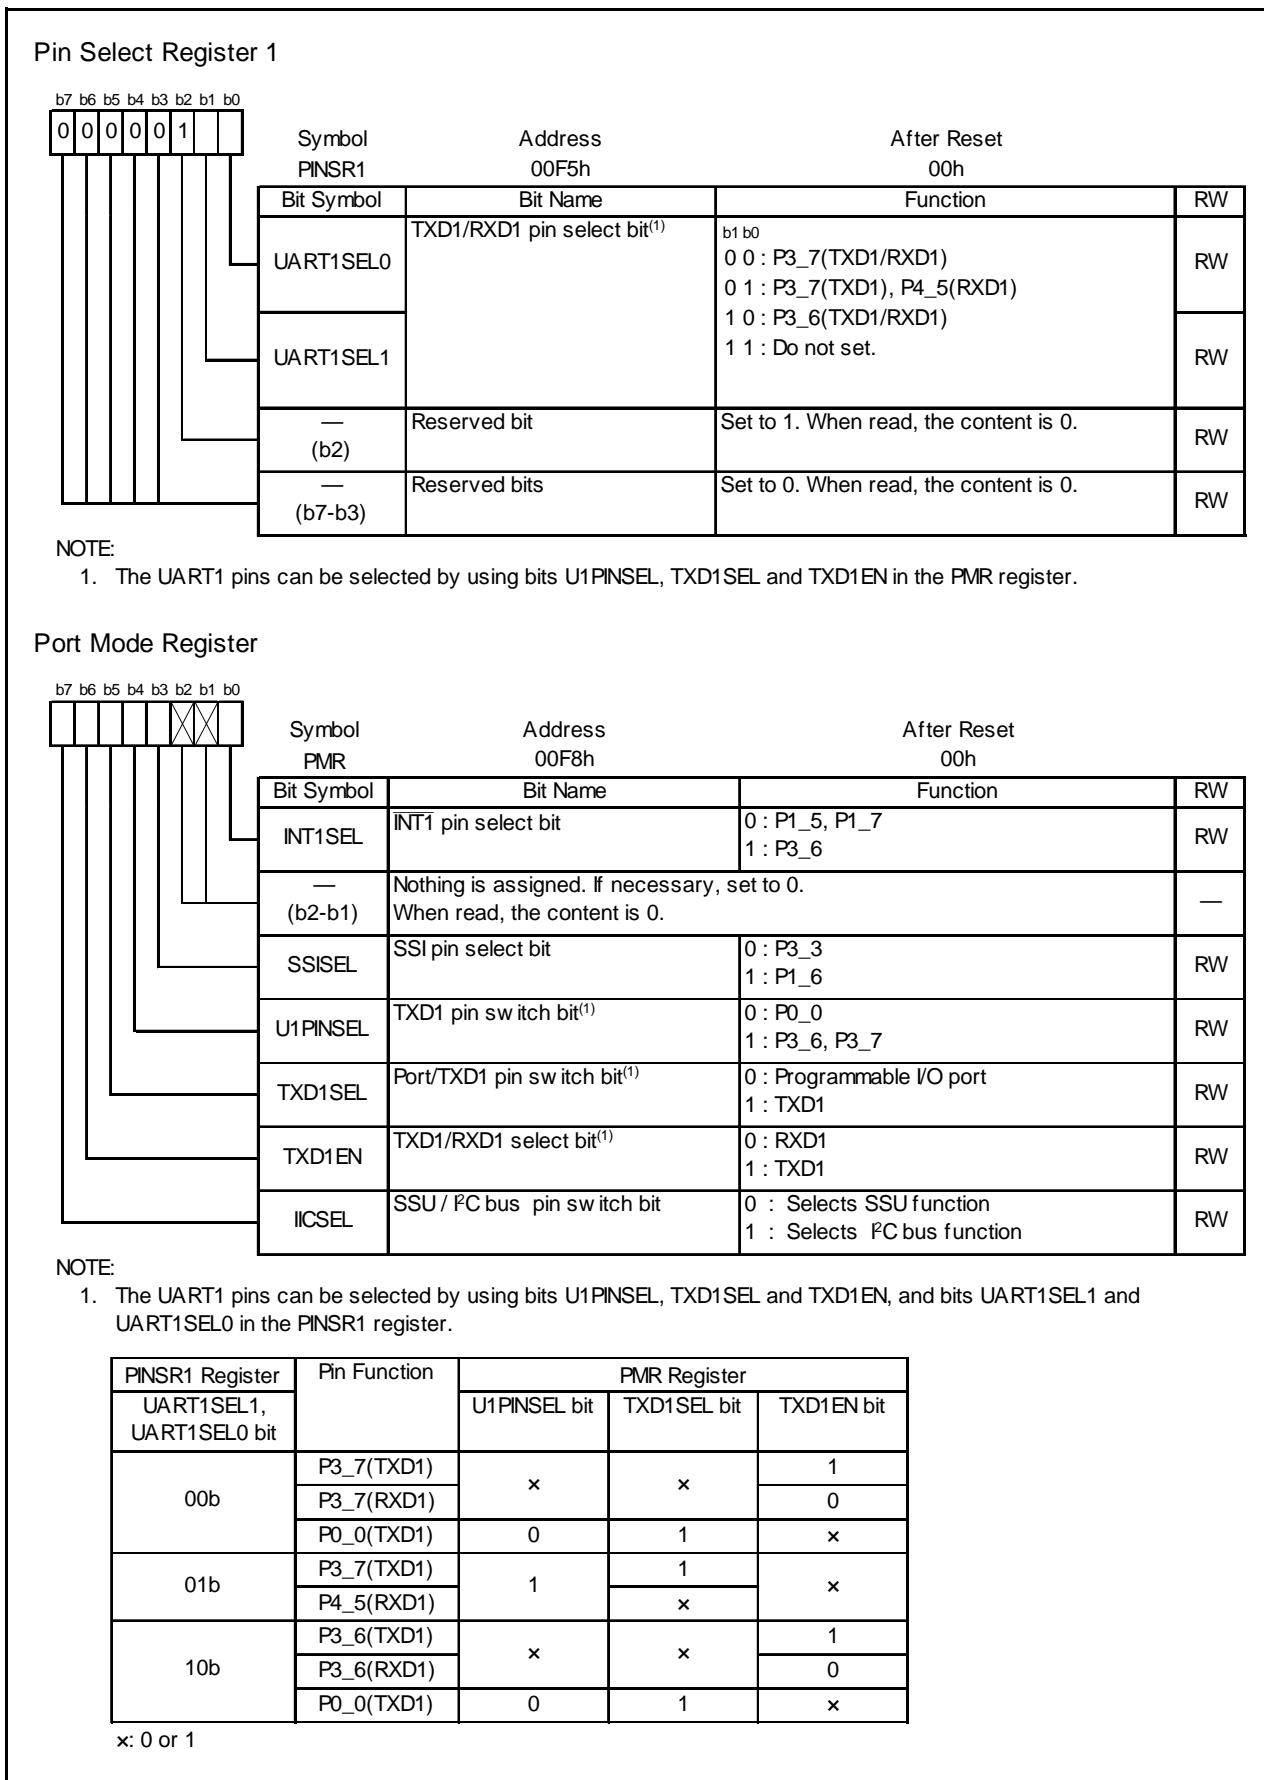 Pin Select Register 1
b7 b6 b5 b4 b3 b2 b1 b0
0 0 0 0 0 1
Symbol Address After Reset
PINSR1 00F5h 00h
Bit Symbol Bit Name Function RW
UART1SEL0 TXD1/RXD1 pin select bit(1) b1 b0 RW
0 0 : P3_7(TXD1/RXD1)
0 1 : P3_7(TXD1), P4_5(RXD1)
1 0 : P3_6(TXD1/RXD1)
UART1SEL1 1 1 : Do not set. RW
— Reserved bit Set to 1. When read, the content is 0. RW
(b2)
— Reserved bits Set to 0. When read, the content is 0. RW
(b7-b3)
NOTE:
1. The UART1 pins can be selected by using bits U1PINSEL, TXD1SEL and TXD1EN in the PMR register.
Port Mode Register
b7 b6 b5 b4 b3 b2 b1 b0
Symbol Address After Reset
PMR 00F8h 00h
Bit Symbol Bit Name Function RW
INT1SEL INT1 pin select bit 0 : P1_5, P1_7 RW
1 : P3_6
— Nothing is assigned. If necessary, set to 0. —
(b2-b1) When read, the content is 0.
SSISEL SSI pin select bit 0 : P3_3 RW
1 : P1_6
U1PINSEL TXD1 pin switch bit(1) 0 : P0_0 RW
1 : P3_6, P3_7
TXD1SEL Port/TXD1 pin switch bit(1) 0 : Programmable I/O port RW
1 : TXD1
TXD1EN TXD1/RXD1 select bit(1) 0 : RXD1 RW
1 : TXD1
IICSEL SSU / I²C bus pin switch bit 0 : Selects SSU function RW
1 : Selects I²C bus function
NOTE:
1. The UART1 pins can be selected by using bits U1PINSEL, TXD1SEL and TXD1EN, and bits UART1SEL1 and
UART1SEL0 in the PINSR1 register.
PINSR1 Register Pin Function PMR Register
UART1SEL1, U1PINSEL bit TXD1SEL bit TXD1EN bit
UART1SEL0 bit
00b P3_7(TXD1) × × 1
P3_7(RXD1) 0
P0_0(TXD1) 0 1 ×
01b P3_7(TXD1) 1 1 ×
P4_5(RXD1) ×
10b P3_6(TXD1) × × 1
P3_6(RXD1) 0
P0_0(TXD1) 0 1 ×
×: 0 or 1